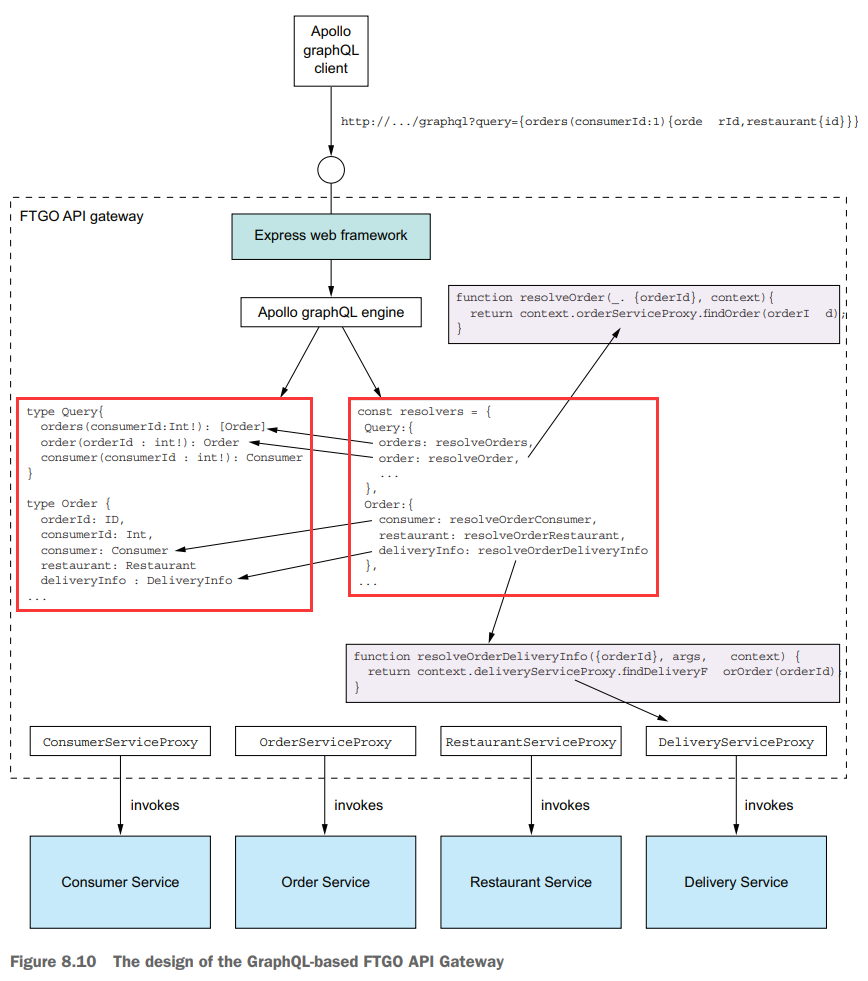 Apollo
graphQL
client
http://.../graphql?query={orders(consumerId:1){orde rId,restaurant{id}}}
FTGO API gateway
Express web framework
Apollo graphQL engine
function resolveOrder(_. {orderId}, context){
return context.orderServiceProxy.findOrder(orderI d);
}
type Query{
orders(consumerId:Int!): [Order]
order(orderId : int!): Order
consumer(consumerId : int!): Consumer
}
type Order {
orderId: ID,
consumerId: Int,
consumer: Consumer
restaurant: Restaurant
deliveryInfo : DeliveryInfo
...
const resolvers = {
Query:{
orders: resolveOrders,
order: resolveOrder,
...
},
Order:{
consumer: resolveOrderConsumer,
restaurant: resolveOrderRestaurant,
deliveryInfo: resolveOrderDeliveryInfo
},
...
function resolveOrderDeliveryInfo({orderId}, args, context) {
return context.deliveryServiceProxy.findDeliveryF orOrder(orderId);
}
ConsumerServiceProxy
OrderServiceProxy
RestaurantServiceProxy
DeliveryServiceProxy
invokes
invokes
invokes
invokes
Consumer Service
Order Service
Restaurant Service
Delivery Service
Figure 8.10 The design of the GraphQL-based FTGO API Gateway